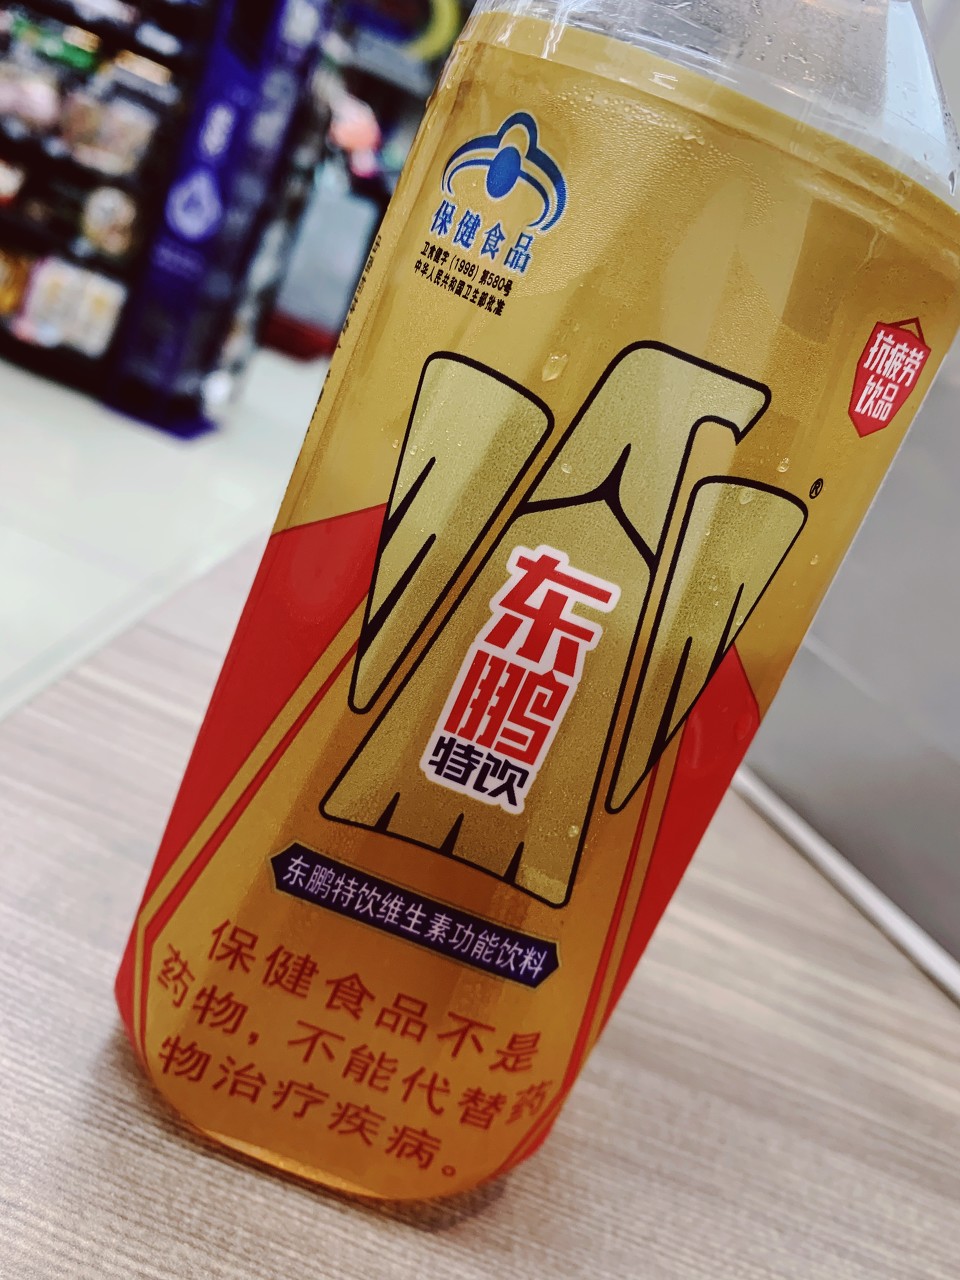 保健食品
卫食健字(1998)第580号
中华人民共和国卫生部批准
抗疲劳
饮品
®
东
鹏
特饮
东鹏特饮维生素功能饮料
保健食品不是
药物，不能代替药
物治疗疾病。